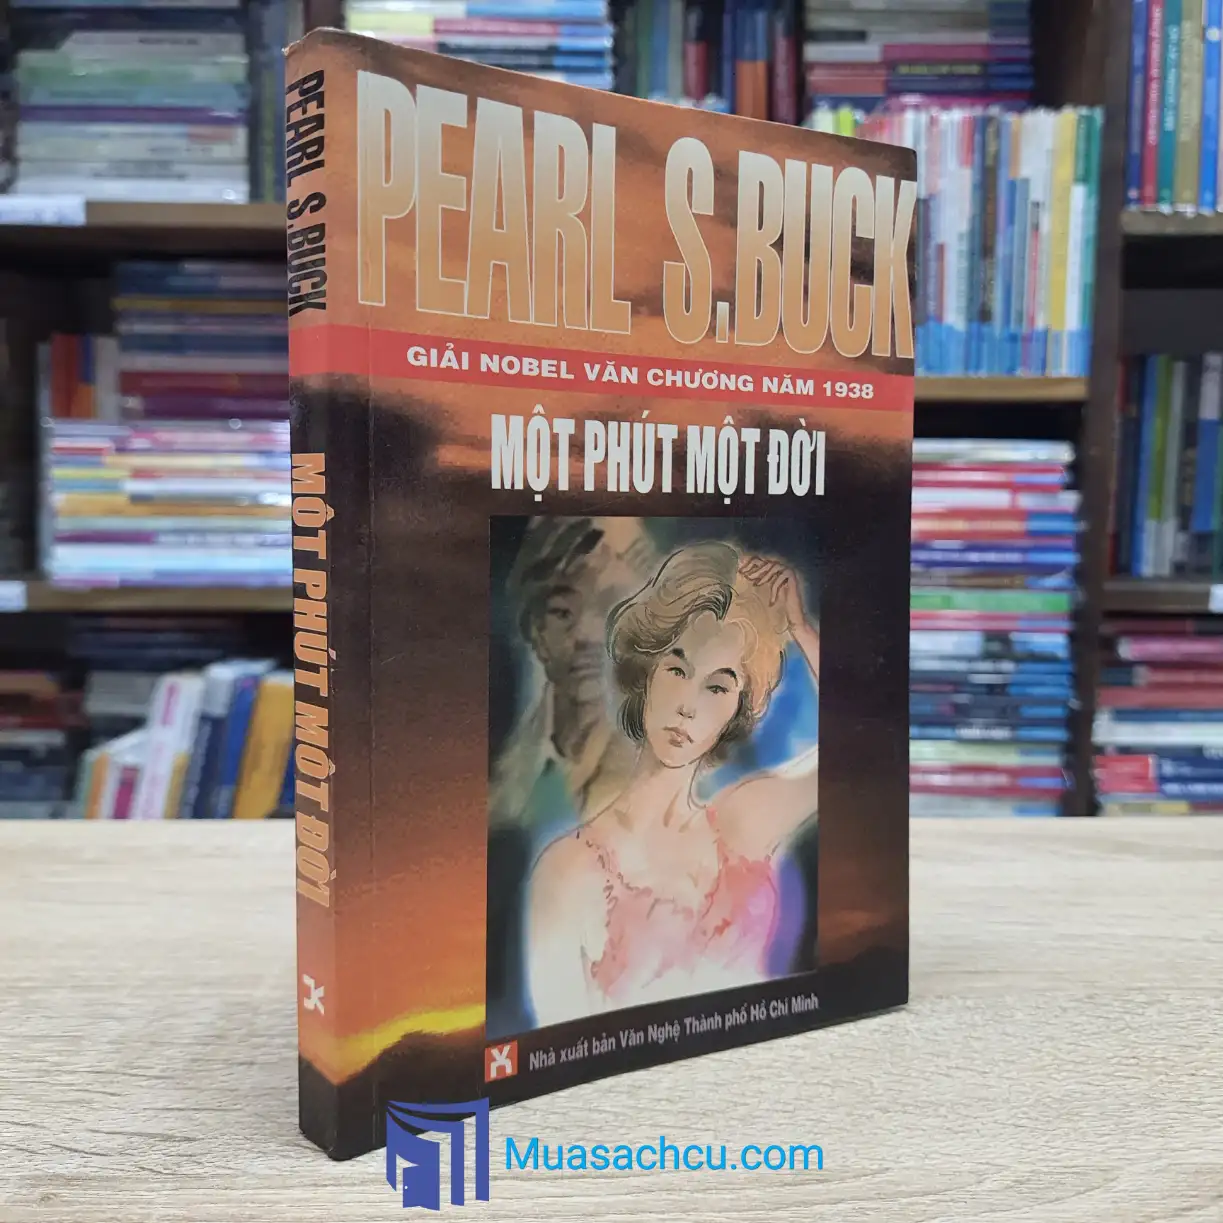 PEARL S.BUCK
MỘT PHÚT MỘT ĐỜI
PEARL S.BUCK
GIẢI NOBEL VĂN CHƯƠNG NĂM 1938
MỘT PHÚT MỘT ĐỜI
Nhà xuất bản Văn Nghệ Thành phố Hồ Chí Minh
Muasachcu.com